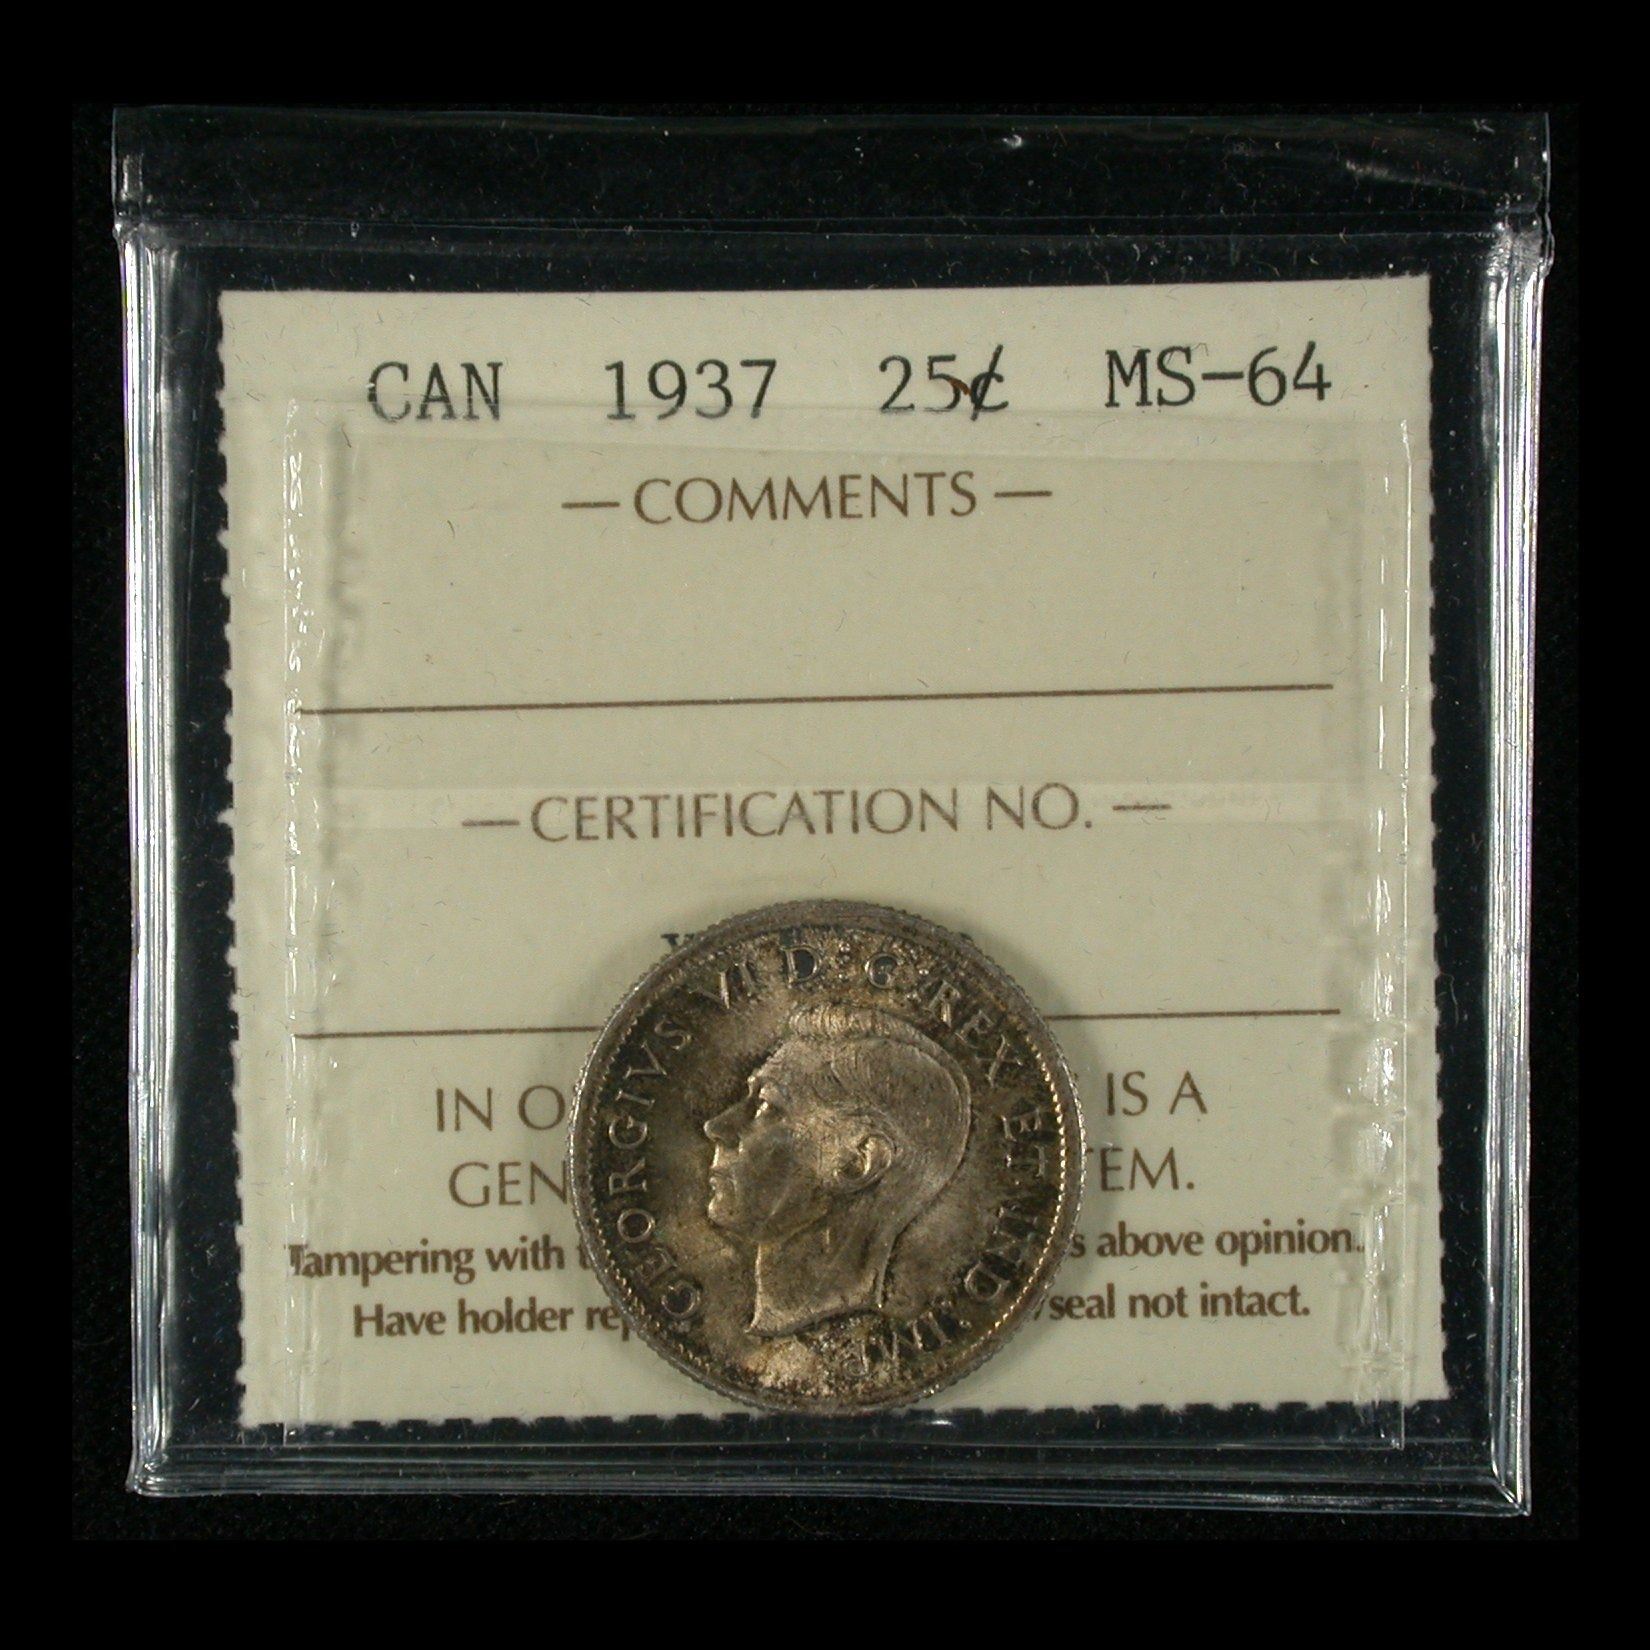 CAN 1937 25¢ MS-64
— COMMENTS —
— CERTIFICATION NO. —
GEORGIVS VI D: G: REX ET IND: IMP:
IN O IS A
GEN TEM.
Tampering with t s above opinion.
Have holder rep /seal not intact.